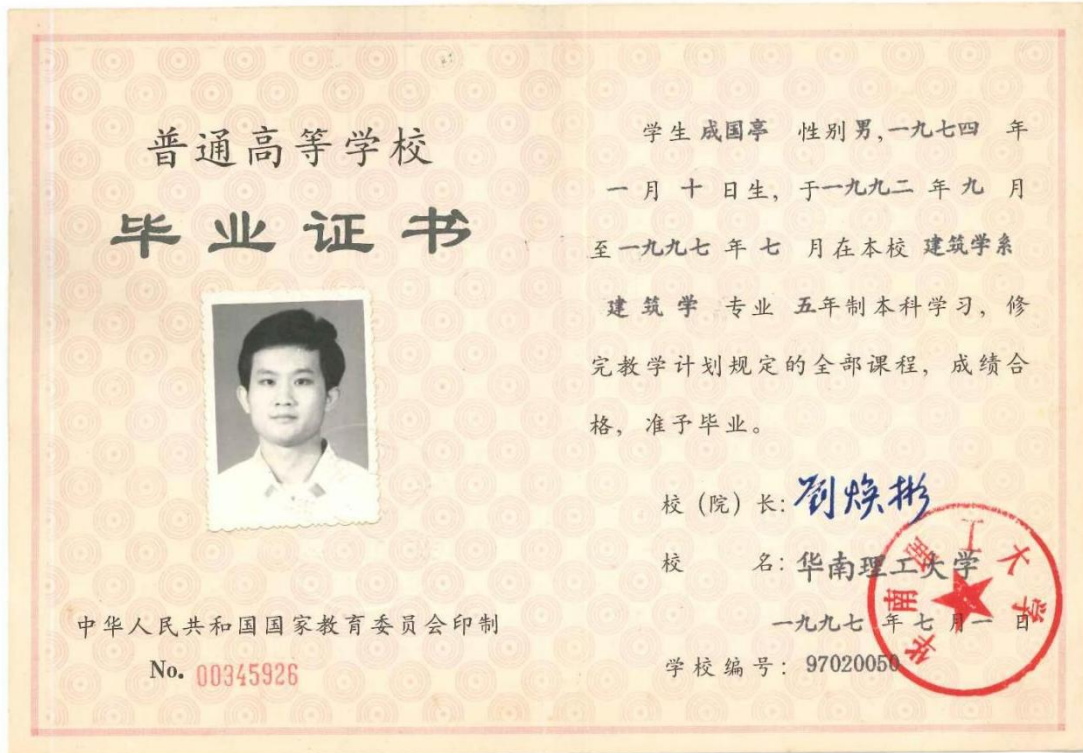 普通高等学校
毕业证书
中华人民共和国国家教育委员会印制
No. 00345926
学生 成国亭 性别 男,一九七四 年
一 月 十 日生, 于一九九二 年 九 月
至一九九七 年 七 月在本校 建筑学系
建 筑 学 专业 五年制本科学习, 修
完教学计划规定的全部课程, 成绩合
格, 准予毕业。
校 (院) 长: 刘焕彬
校 名: 华南理工大学
一九九七 年 七 月 一 日
学校编号: 97020050
华南理工大学